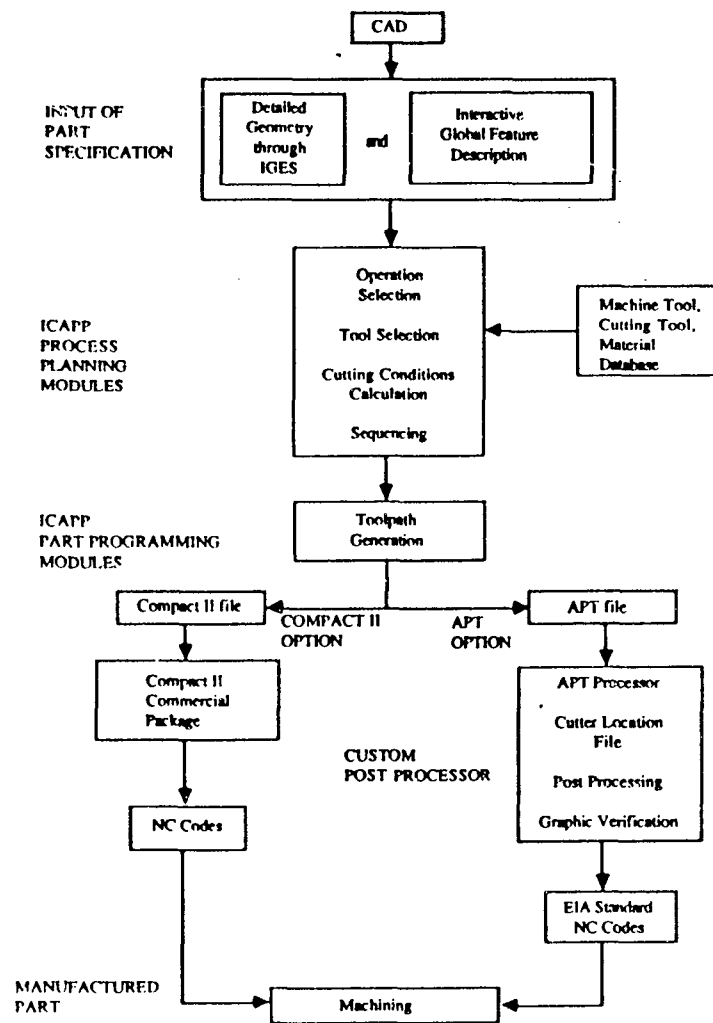 CAD
INPUT OF
PART
SPECIFICATION
Detailed
Geometry
through
IGES
and
Interactive
Global Feature
Description
ICAPP
PROCESS
PLANNING
MODULES
Operation
Selection
Tool Selection
Cutting Conditions
Calculation
Sequencing
Machine Tool,
Cutting Tool,
Material
Database
ICAPP
PART PROGRAMMING
MODULES
Toolpath
Generation
Compact II file
COMPACT II
OPTION
APT
OPTION
APT file
Compact II
Commercial
Package
CUSTOM
POST PROCESSOR
APT Processor
Cutter Location
File
Post Processing
Graphic Verification
NC Codes
EIA Standard
NC Codes
MANUFACTURED
PART
Machining